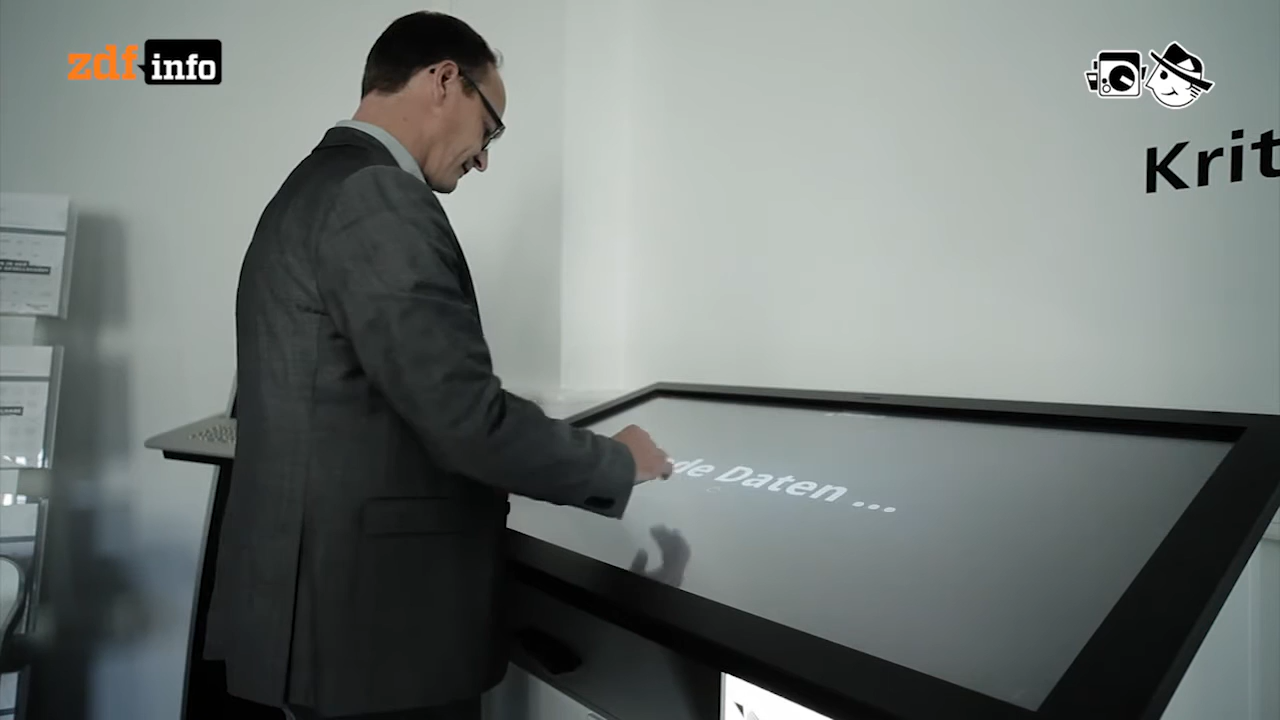 zdf info
Krit
de Daten ...